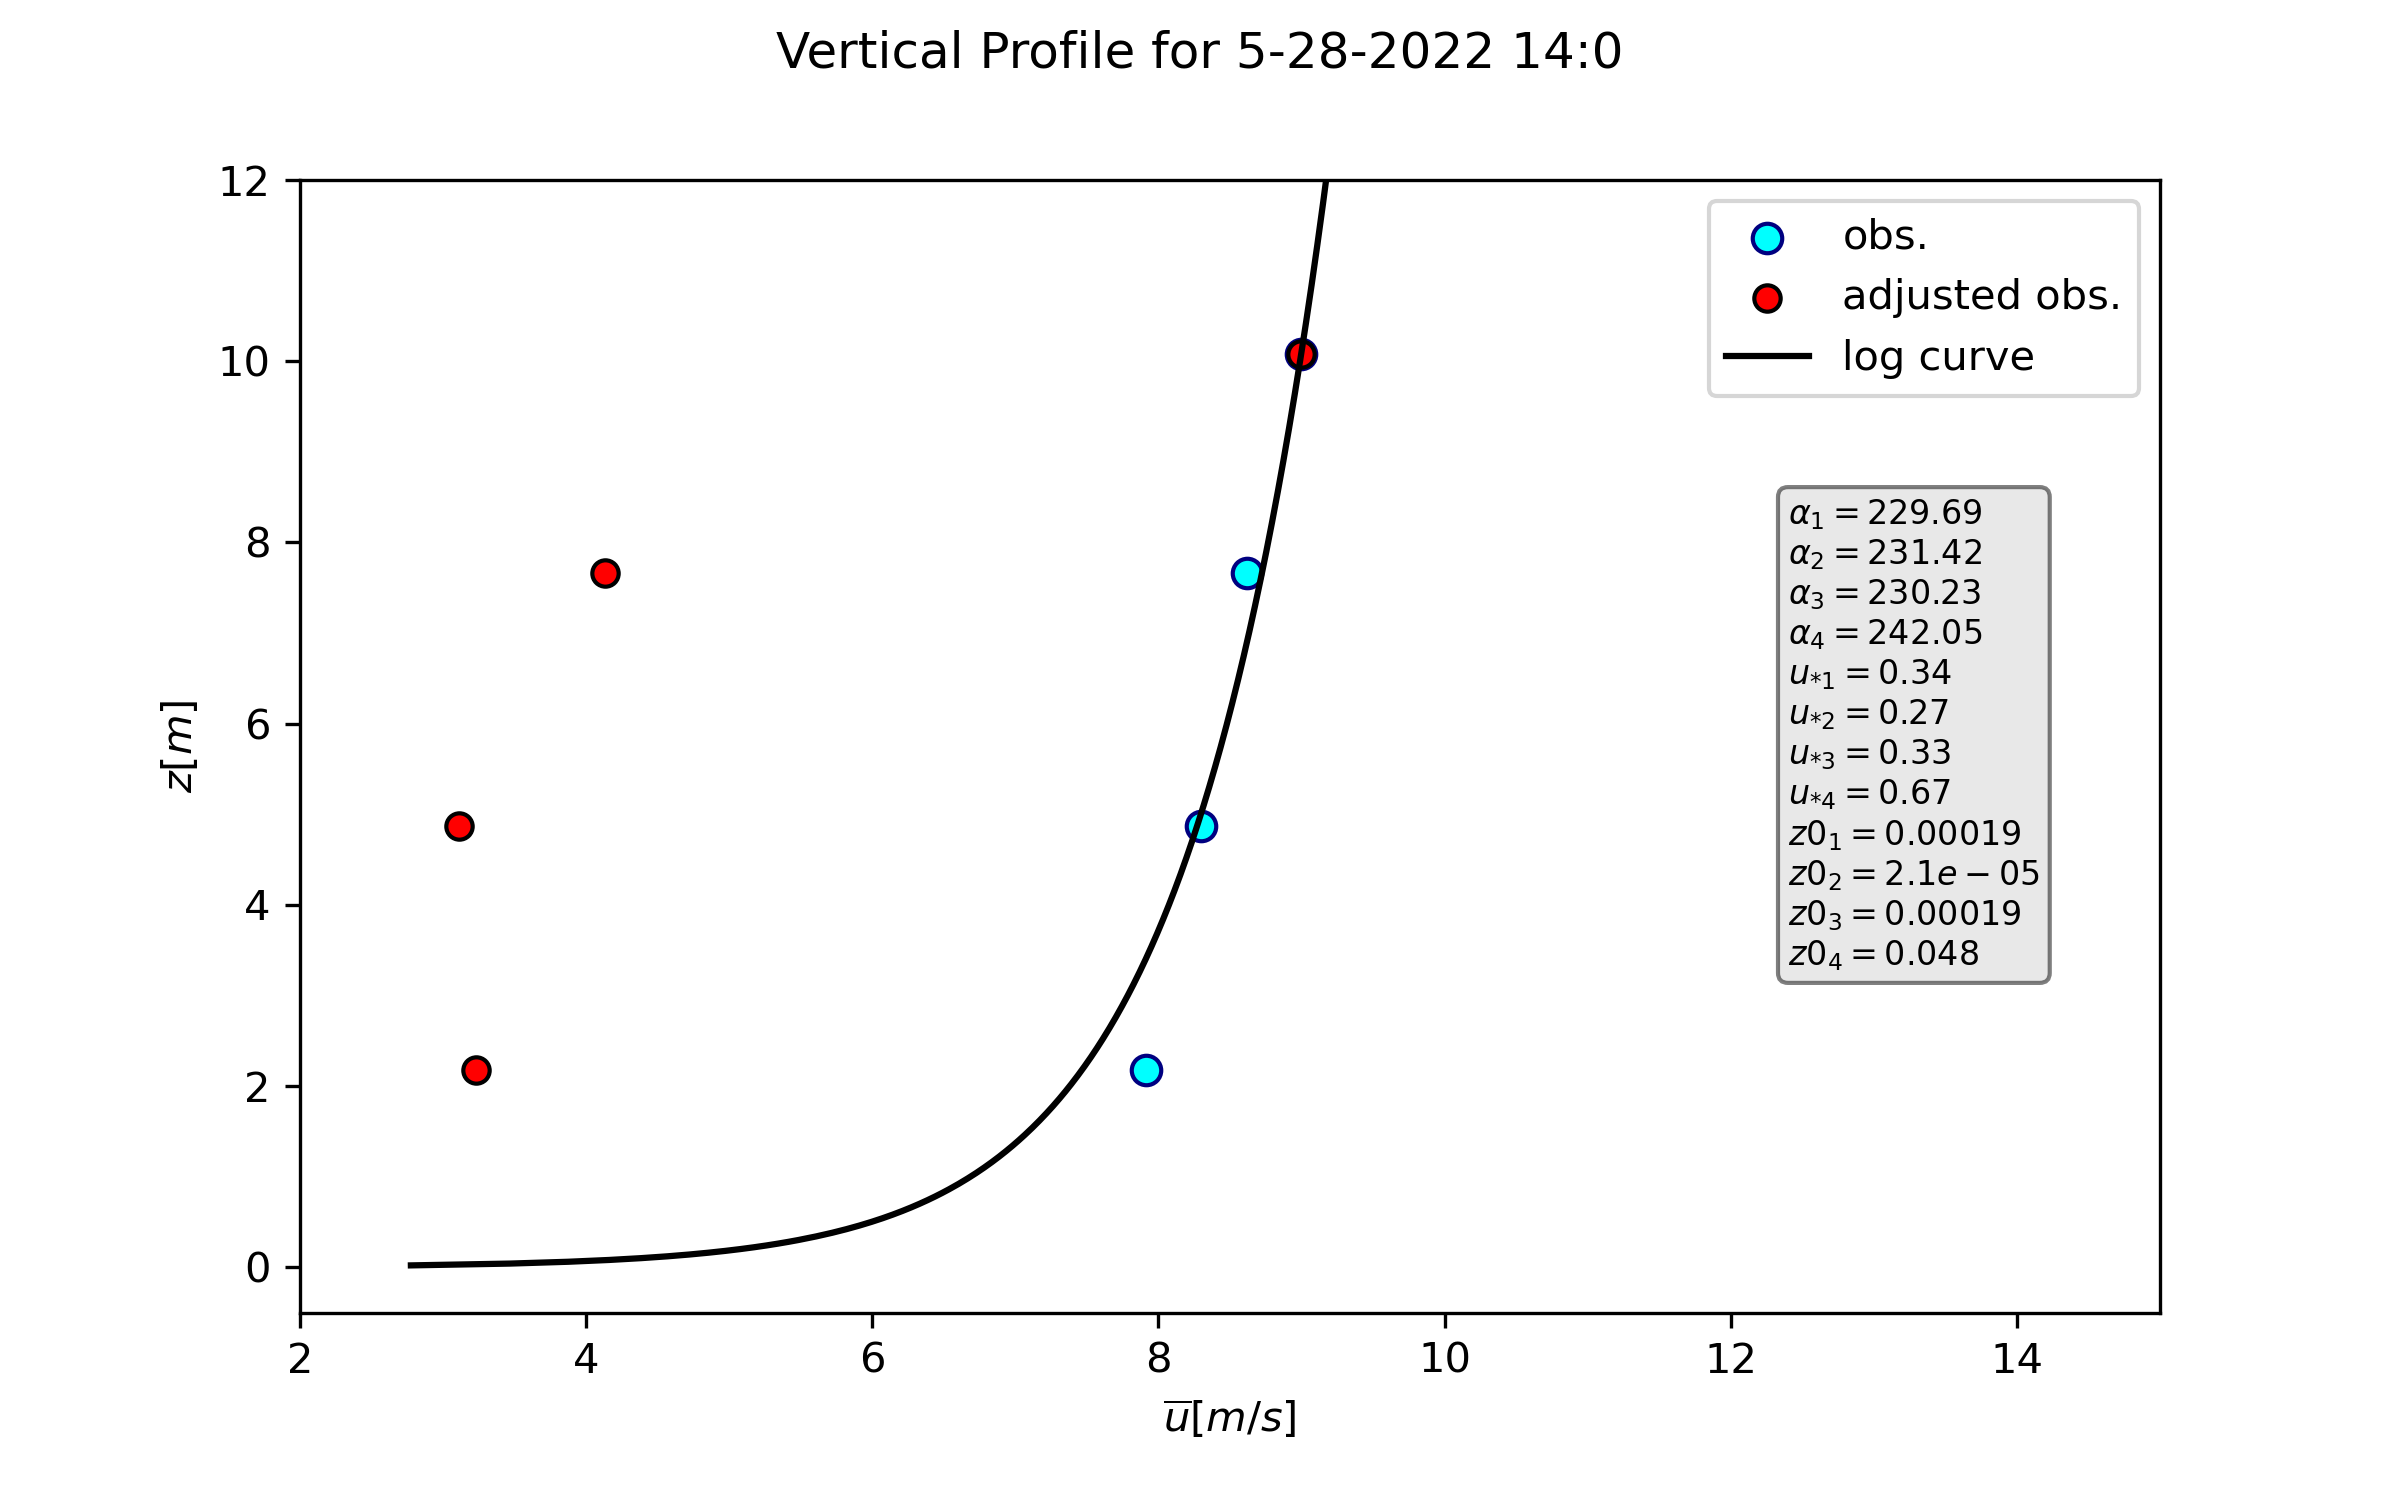 Vertical Profile for 5-28-2022 14:0
12
10
8
6
4
2
0
z[m]
2 4 6 8 10 12 14
u̅[m/s]
obs.
adjusted obs.
log curve
α₁ = 229.69
α₂ = 231.42
α₃ = 230.23
α₄ = 242.05
u*₁ = 0.34
u*₂ = 0.27
u*₃ = 0.33
u*₄ = 0.67
z0₁ = 0.00019
z0₂ = 2.1e − 05
z0₃ = 0.00019
z0₄ = 0.048